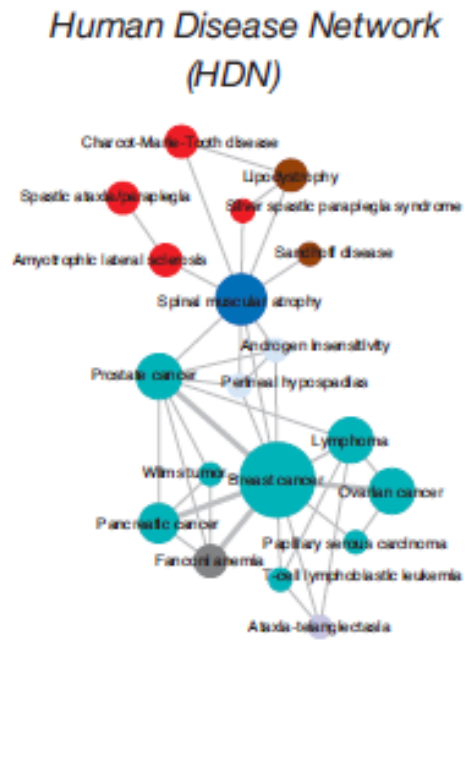 Human Disease Network
(HDN)
Charcot-Marie-Tooth disease
Lipodystrophy
Spastic ataxia/paraplegia
Silver spastic paraplegia syndrome
Amyotrophic lateral sclerosis
Sandhoff disease
Spinal muscular atrophy
Androgen insensitivity
Prostate cancer
Perineal hypospadias
Lymphoma
Wilms tumor
Breast cancer
Ovarian cancer
Pancreatic cancer
Papillary serous carcinoma
Fanconi anemia
T-cell lymphoblastic leukemia
Ataxia-telangiectasia